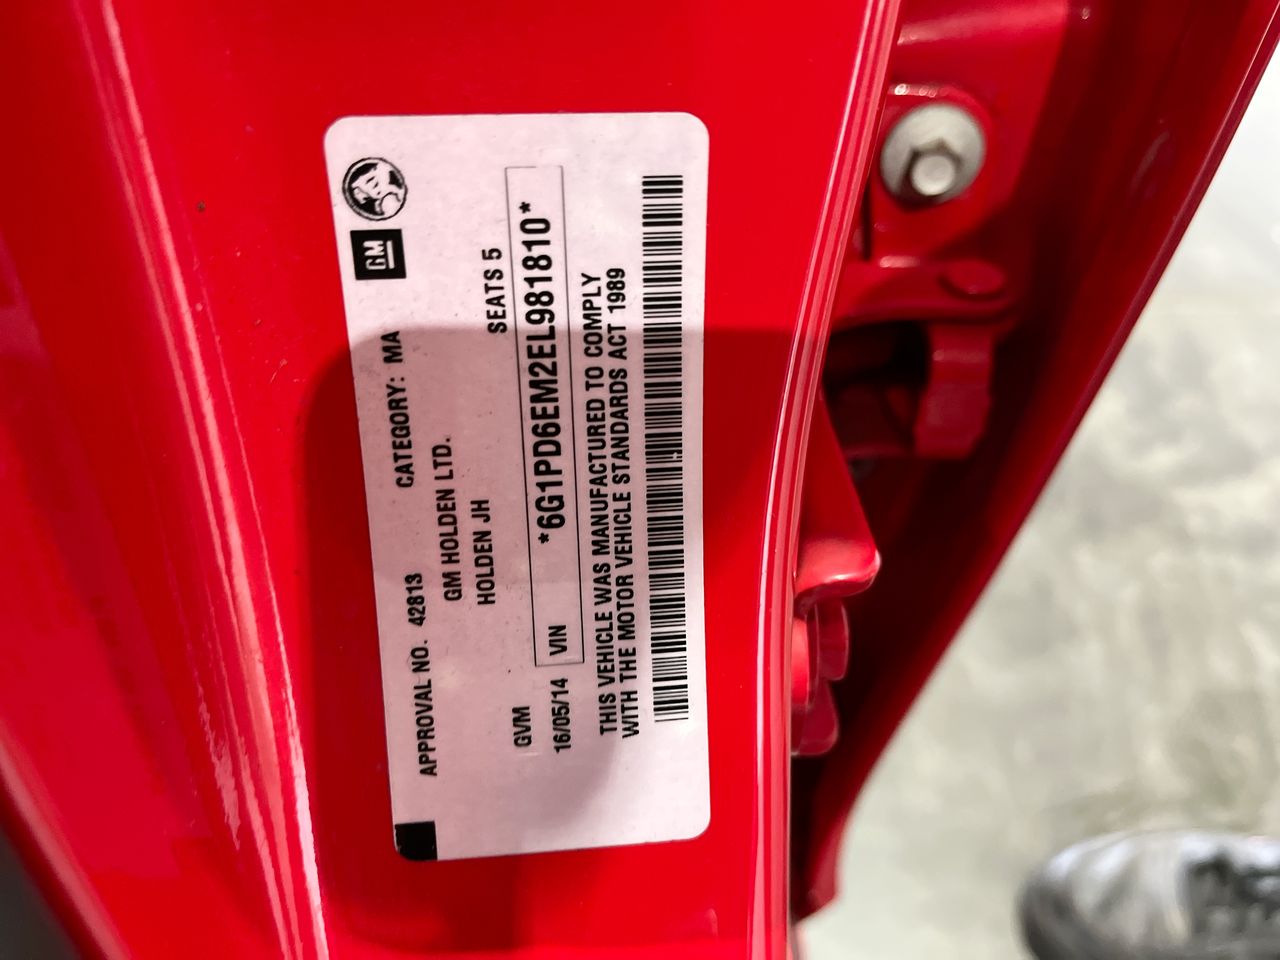 GM
APPROVAL NO. 42813 CATEGORY: MA
GM HOLDEN LTD.
HOLDEN JH
SEATS 5
GVM
16/05/14 VIN *6G1PD6EM2EL981810*
THIS VEHICLE WAS MANUFACTURED TO COMPLY
WITH THE MOTOR VEHICLE STANDARDS ACT 1989